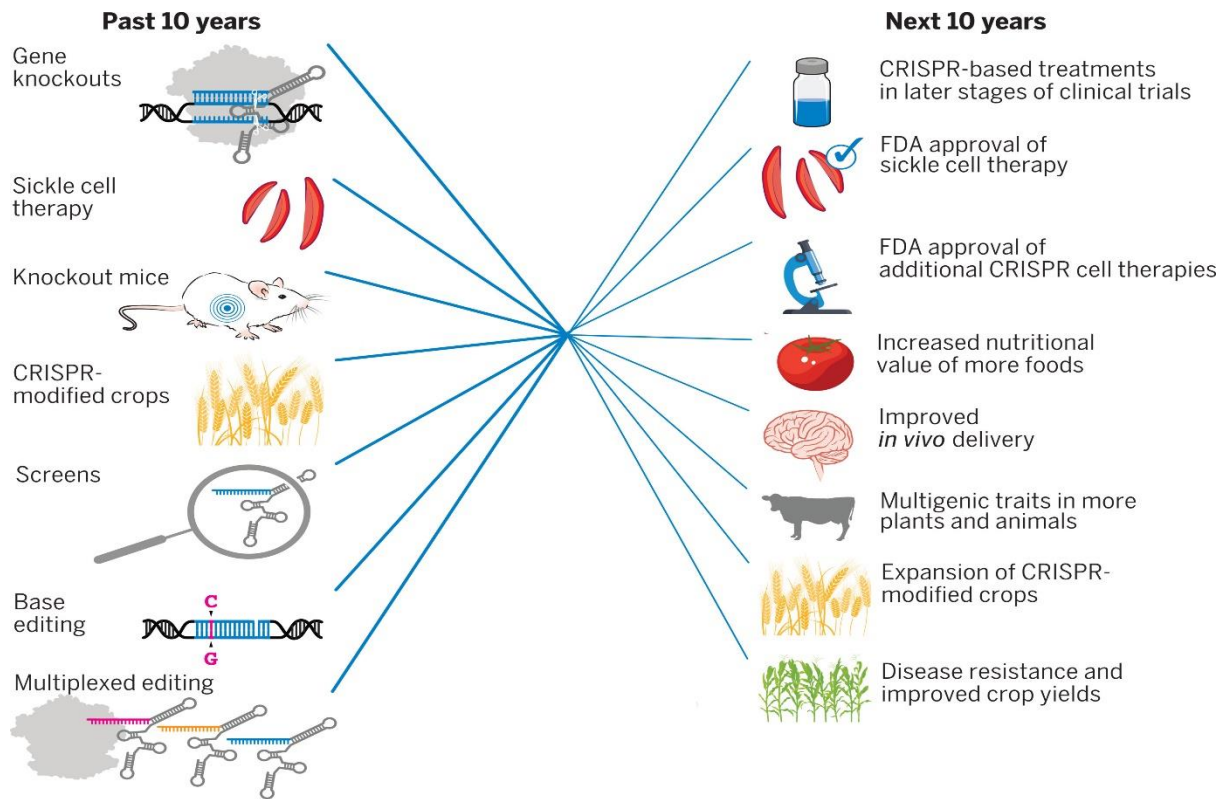 Past 10 years
Gene
knockouts
Sickle cell
therapy
Knockout mice
CRISPR-
modified crops
Screens
Base
editing
C
G
Multiplexed editing
Next 10 years
CRISPR-based treatments
in later stages of clinical trials
FDA approval of
sickle cell therapy
FDA approval of
additional CRISPR cell therapies
Increased nutritional
value of more foods
Improved
in vivo delivery
Multigenic traits in more
plants and animals
Expansion of CRISPR-
modified crops
Disease resistance and
improved crop yields